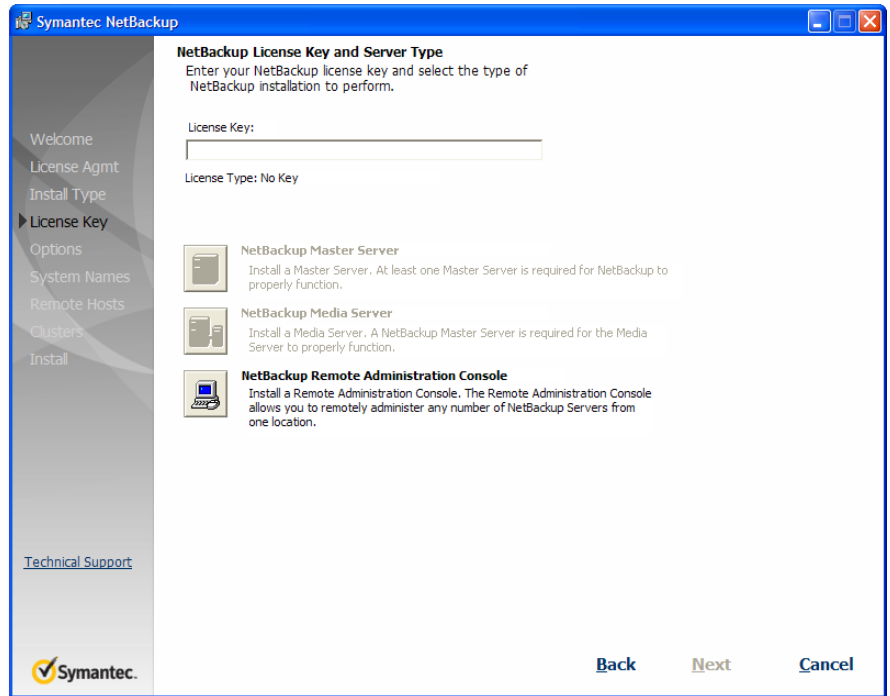 Symantec NetBackup
NetBackup License Key and Server Type
Enter your NetBackup license key and select the type of
NetBackup installation to perform.
Welcome
License Agmt
Install Type
License Key
Options
System Names
Remote Hosts
Clusters
Install
License Key:
License Type: No Key
NetBackup Master Server
Install a Master Server. At least one Master Server is required for NetBackup to
properly function.
NetBackup Media Server
Install a Media Server. A NetBackup Master Server is required for the Media
Server to properly function.
NetBackup Remote Administration Console
Install a Remote Administration Console. The Remote Administration Console
allows you to remotely administer any number of NetBackup Servers from
one location.
Technical Support
Symantec.
Back
Next
Cancel